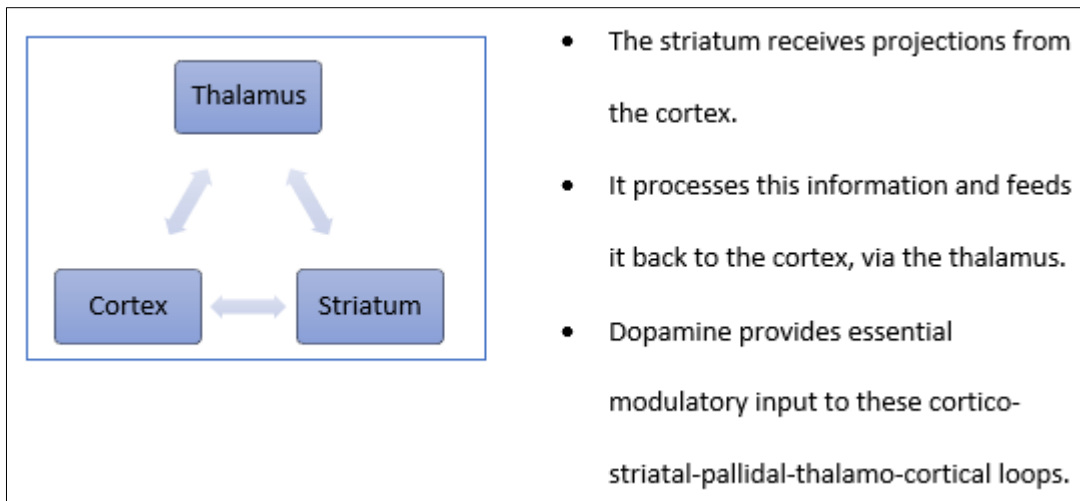 Thalamus
Cortex
Striatum
• The striatum receives projections from
the cortex.
• It processes this information and feeds
it back to the cortex, via the thalamus.
• Dopamine provides essential
modulatory input to these cortico-
striatal-pallidal-thalamo-cortical loops.